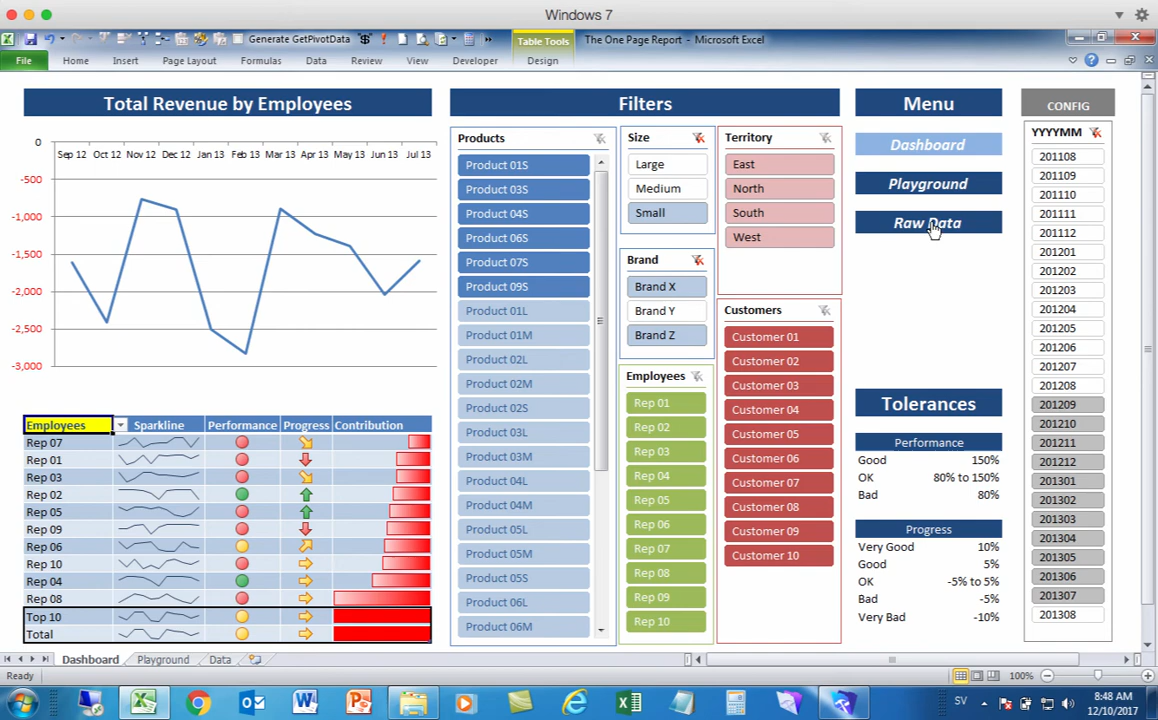 Windows 7
Generate GetPivotData
Table Tools
The One Page Report - Microsoft Excel
File
Home
Insert
Page Layout
Formulas
Data
Review
View
Developer
Design
Total Revenue by Employees
0
-500
-1,000
-1,500
-2,000
-2,500
-3,000
Sep 12 Oct 12 Nov 12 Dec 12 Jan 13 Feb 13 Mar 13 Apr 13 May 13 Jun 13 Jul 13
Employees Sparkline Performance Progress Contribution
Rep 07
Rep 01
Rep 03
Rep 02
Rep 05
Rep 09
Rep 06
Rep 10
Rep 04
Rep 08
Top 10
Total
Filters
Products
Product 01S
Product 03S
Product 04S
Product 06S
Product 07S
Product 09S
Product 01L
Product 01M
Product 02L
Product 02M
Product 02S
Product 03L
Product 03M
Product 04L
Product 04M
Product 05L
Product 05M
Product 05S
Product 06L
Product 06M
Size
Large
Medium
Small
Brand
Brand X
Brand Y
Brand Z
Employees
Rep 01
Rep 02
Rep 03
Rep 04
Rep 05
Rep 06
Rep 07
Rep 08
Rep 09
Rep 10
Territory
East
North
South
West
Customers
Customer 01
Customer 02
Customer 03
Customer 04
Customer 05
Customer 06
Customer 07
Customer 08
Customer 09
Customer 10
Menu
Dashboard
Playground
Raw Data
Tolerances
Performance
Good 150%
OK 80% to 150%
Bad 80%
Progress
Very Good 10%
Good 5%
OK -5% to 5%
Bad -5%
Very Bad -10%
CONFIG
YYYYMM
201108
201109
201110
201111
201112
201201
201202
201203
201204
201205
201206
201207
201208
201209
201210
201211
201212
201301
201302
201303
201304
201305
201306
201307
201308
Dashboard
Playground
Data
Ready
100%
SV
8:48 AM
12/10/2017